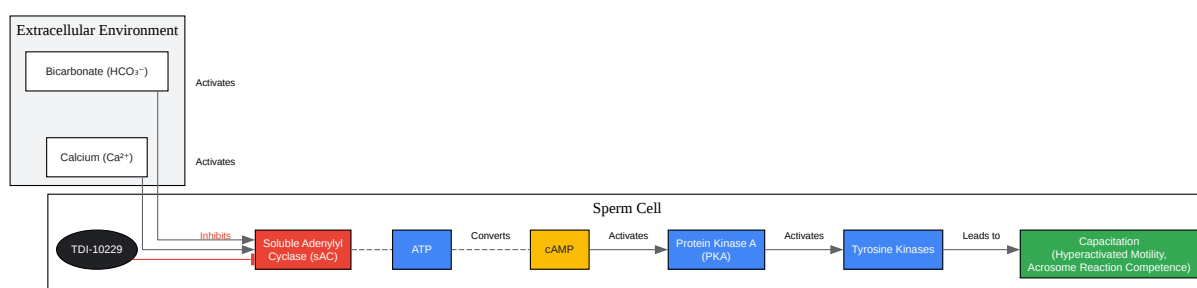 Extracellular Environment
Bicarbonate (HCO₃⁻)
Activates
Calcium (Ca²⁺)
Activates
Sperm Cell
TDI-10229
Inhibits
Soluble Adenylyl
Cyclase (sAC)
ATP
Converts
cAMP
Activates
Protein Kinase A
(PKA)
Activates
Tyrosine Kinases
Leads to
Capacitation
(Hyperactivated Motility,
Acrosome Reaction Competence)